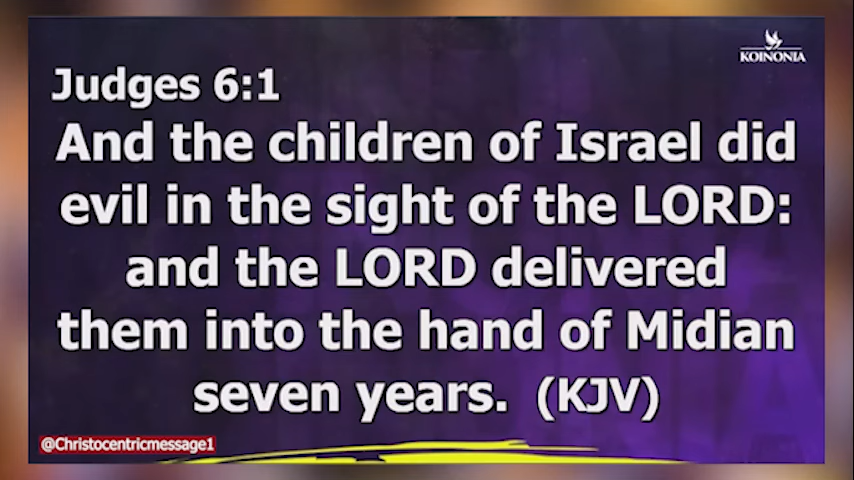 KOINONIA
Judges 6:1
And the children of Israel did
evil in the sight of the LORD:
and the LORD delivered
them into the hand of Midian
seven years. (KJV)
@Christocentricmessage1